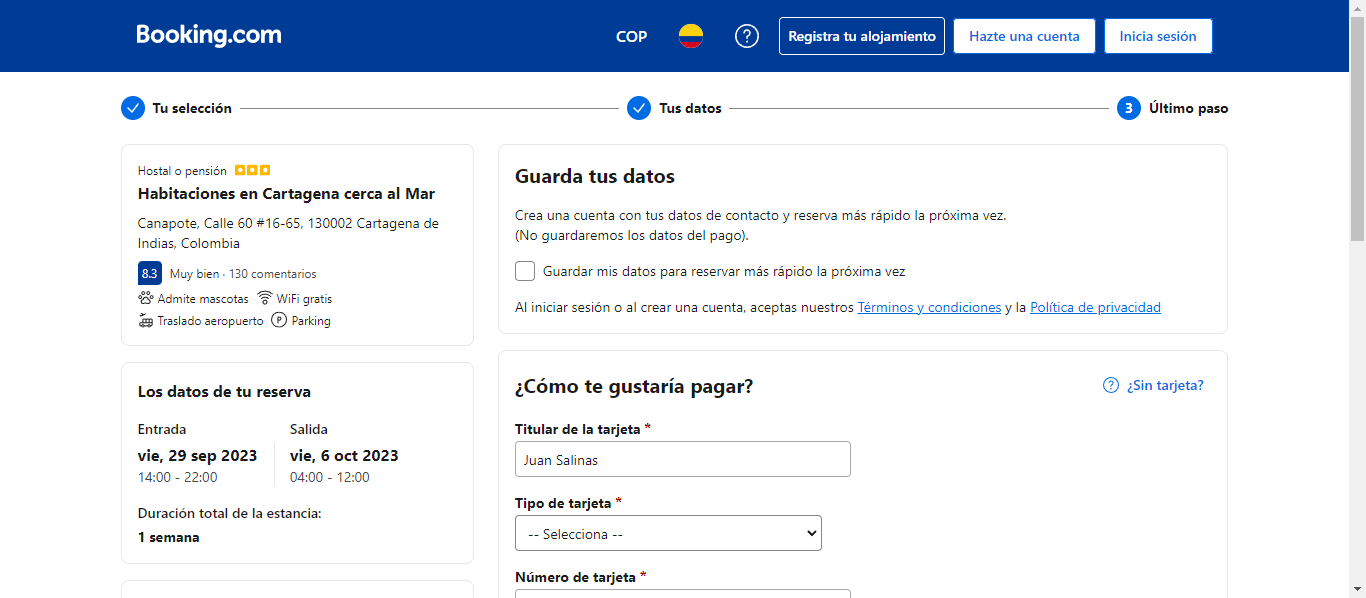 Booking.com
COP
?
Registra tu alojamiento
Hazte una cuenta
Inicia sesión
Tu selección
Tus datos
3 Último paso
Hostal o pensión
Habitaciones en Cartagena cerca al Mar
Canapote, Calle 60 #16-65, 130002 Cartagena de
Indias, Colombia
8.3 Muy bien · 130 comentarios
Admite mascotas WiFi gratis
Traslado aeropuerto P Parking
Los datos de tu reserva
Entrada
vie, 29 sep 2023
14:00 - 22:00
Salida
vie, 6 oct 2023
04:00 - 12:00
Duración total de la estancia:
1 semana
Guarda tus datos
Crea una cuenta con tus datos de contacto y reserva más rápido la próxima vez.
(No guardaremos los datos del pago).
Guardar mis datos para reservar más rápido la próxima vez
Al iniciar sesión o al crear una cuenta, aceptas nuestros Términos y condiciones y la Política de privacidad
¿Cómo te gustaría pagar?
? ¿Sin tarjeta?
Titular de la tarjeta *
Juan Salinas
Tipo de tarjeta *
-- Selecciona --
Número de tarjeta *